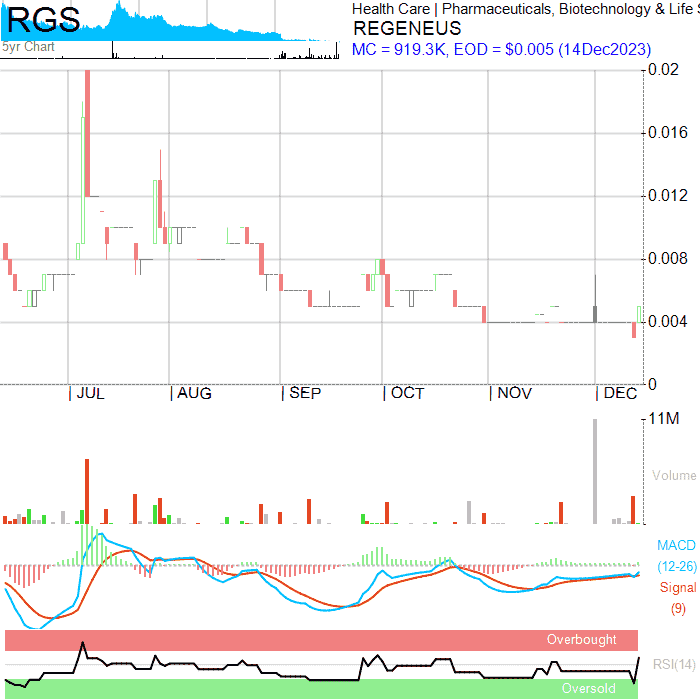 RGS
Health Care | Pharmaceuticals, Biotechnology & Life
REGENEUS
5yr Chart
MC = 919.3K, EOD = $0.005 (14Dec2023)
0.02
0.016
0.012
0.008
0.004
0
JUL AUG SEP OCT NOV DEC
11M
Volume
MACD
(12-26)
Signal
(9)
Overbought
RSI(14)
Oversold